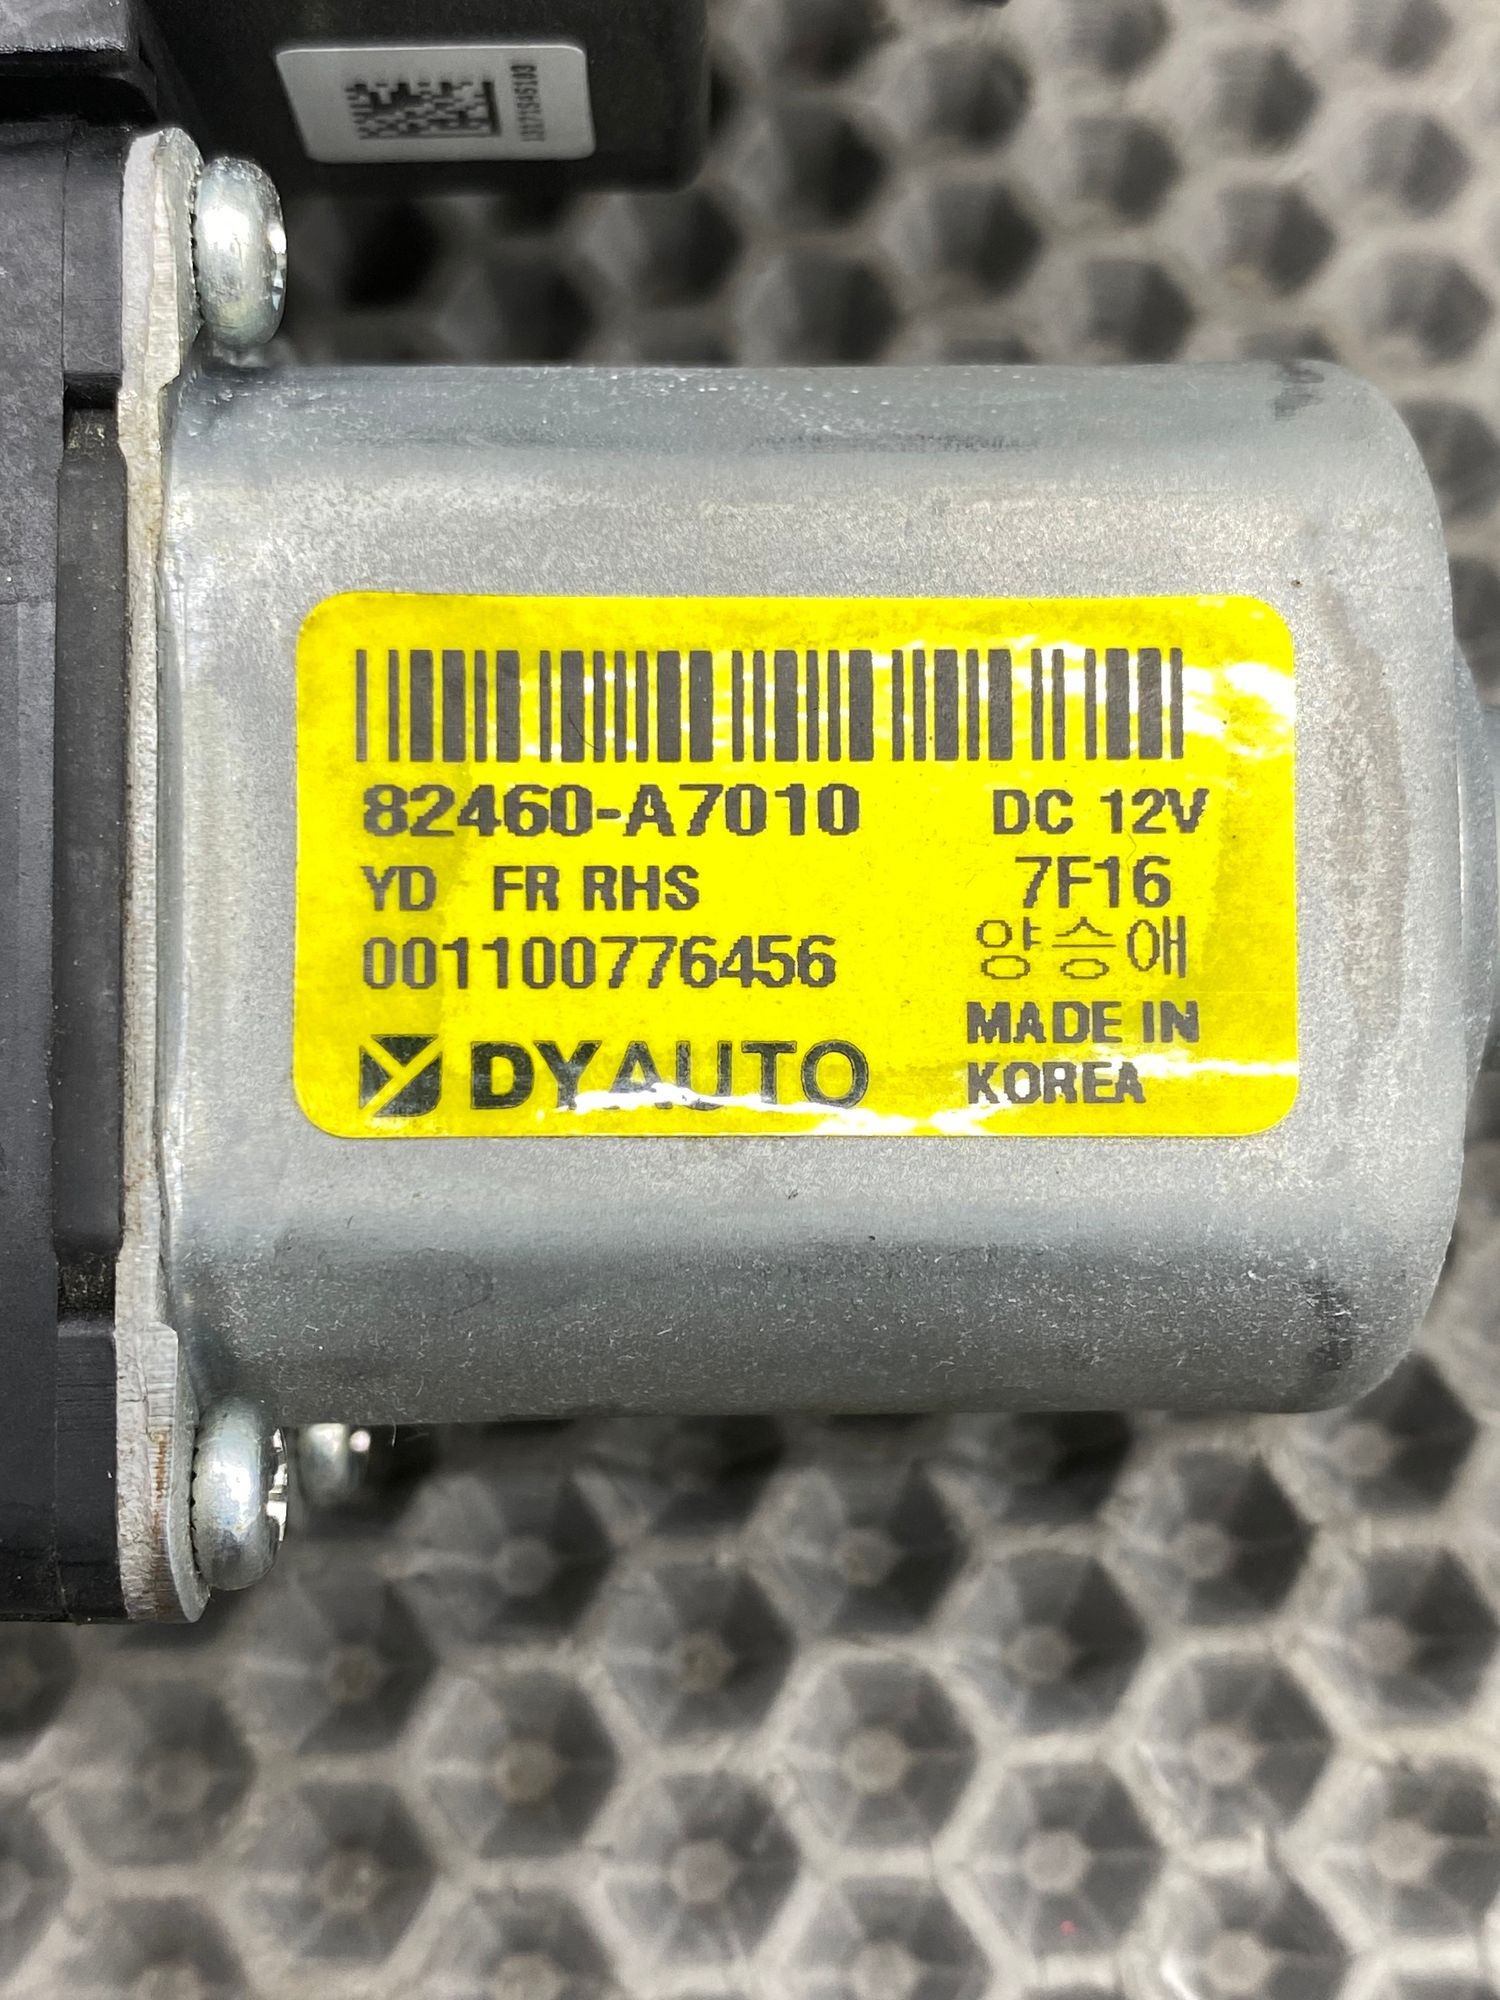 82460-A7010
DC 12V
YD FR RHS
7F16
001100776456
양승애
DYAUTO
MADE IN
KOREA